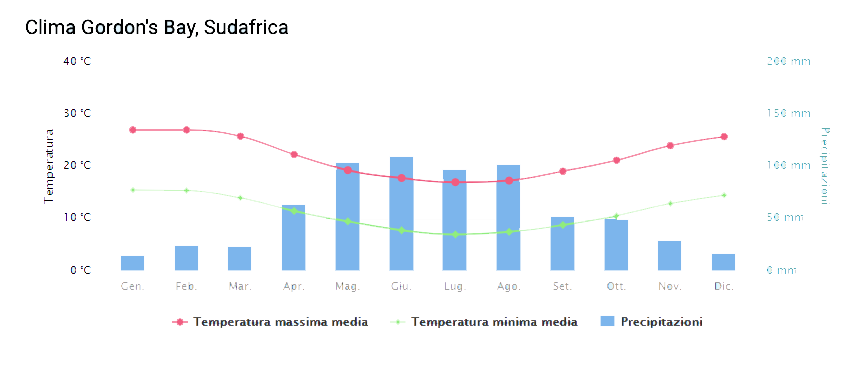 Clima Gordon's Bay, Sudafrica
40 °C
200 mm
30 °C
150 mm
Temperatura
Precipitazioni
20 °C
100 mm
10 °C
50 mm
0 °C
0 mm
Gen. Feb. Mar. Apr. Mag. Giu. Lug. Ago. Set. Ott. Nov. Dic.
Temperatura massima media Temperatura minima media Precipitazioni